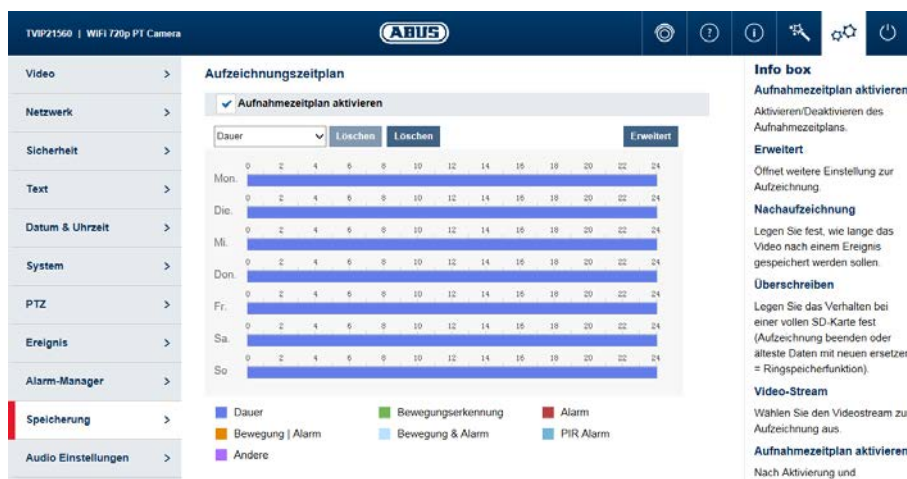 TVIP21560 | WiFi 720p PT Camera
ABUS
Video >
Netzwerk >
Sicherheit >
Text >
Datum & Uhrzeit >
System >
PTZ >
Ereignis >
Alarm-Manager >
Speicherung >
Audio Einstellungen >
Aufzeichnungszeitplan
Aufnahmezeitplan aktivieren
Dauer Löschen Löschen Erweitert
0 2 4 6 8 10 12 14 16 18 20 22 24
Mon.
0 2 4 6 8 10 12 14 16 18 20 22 24
Die.
0 2 4 6 8 10 12 14 16 18 20 22 24
Mi.
0 2 4 6 8 10 12 14 16 18 20 22 24
Don.
0 2 4 6 8 10 12 14 16 18 20 22 24
Fr.
0 2 4 6 8 10 12 14 16 18 20 22 24
Sa.
0 2 4 6 8 10 12 14 16 18 20 22 24
So
Dauer Bewegungserkennung Alarm
Bewegung | Alarm Bewegung & Alarm PIR Alarm
Andere
Info box
Aufnahmezeitplan aktivieren
Aktivieren/Deaktivieren des
Aufnahmezeitplans.
Erweitert
Öffnet weitere Einstellung zur
Aufzeichnung.
Nachaufzeichnung
Legen Sie fest, wie lange das
Video nach einem Ereignis
gespeichert werden sollen.
Überschreiben
Legen Sie das Verhalten bei
einer vollen SD-Karte fest
(Aufzeichnung beenden oder
älteste Daten mit neuen ersetzen
= Ringspeicherfunktion).
Video-Stream
Wählen Sie den Videostream zu
Aufzeichnung aus.
Aufnahmezeitplan aktivieren
Nach Aktivierung und